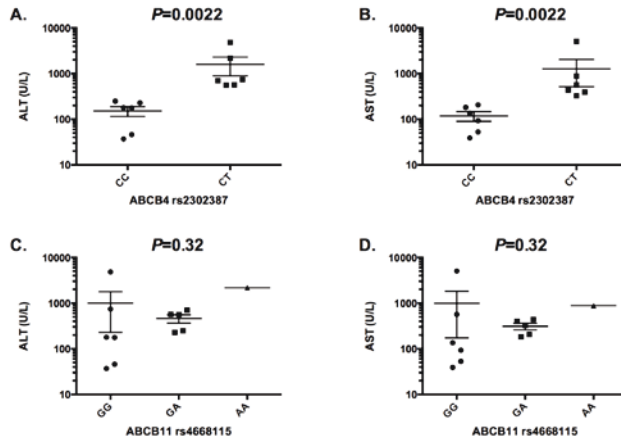 A.
P=0.0022
ALT (U/L)
10000
1000
100
10
CC
CT
ABCB4 rs2302387
B.
P=0.0022
AST (U/L)
10000
1000
100
10
CC
CT
ABCB4 rs2302387
C.
P=0.32
ALT (U/L)
10000
1000
100
10
GG
GA
AA
ABCB11 rs4668115
D.
P=0.32
AST (U/L)
10000
1000
100
10
GG
GA
AA
ABCB11 rs4668115